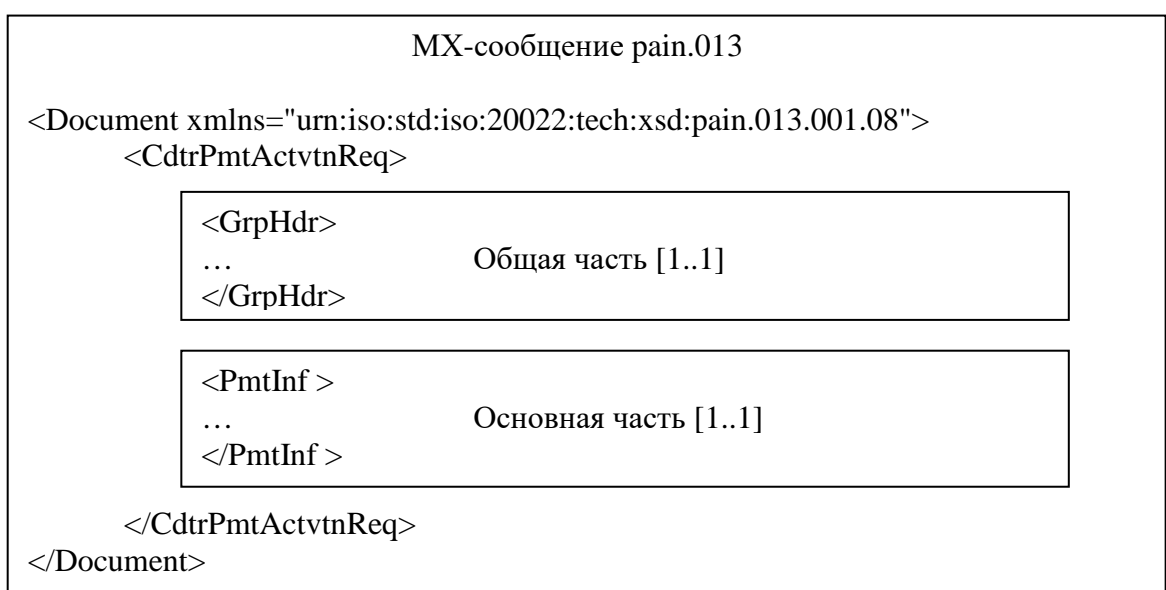 MX-сообщение pain.013
<Document xmlns="urn:iso:std:iso:20022:tech:xsd:pain.013.001.08">
<CdtrPmtActvtnReq>
<GrpHdr>
… Общая часть [1..1]
</GrpHdr>
<PmtInf >
… Основная часть [1..1]
</PmtInf >
</CdtrPmtActvtnReq>
</Document>